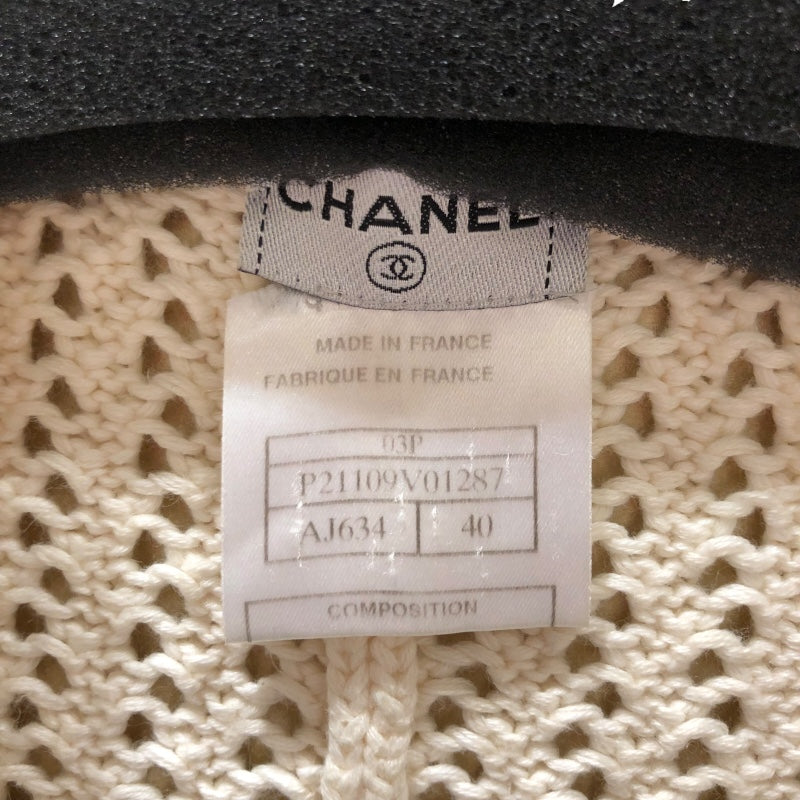 CHANEL
MADE IN FRANCE
FABRIQUE EN FRANCE
03P
P21109V01287
AJ634 40
COMPOSITION